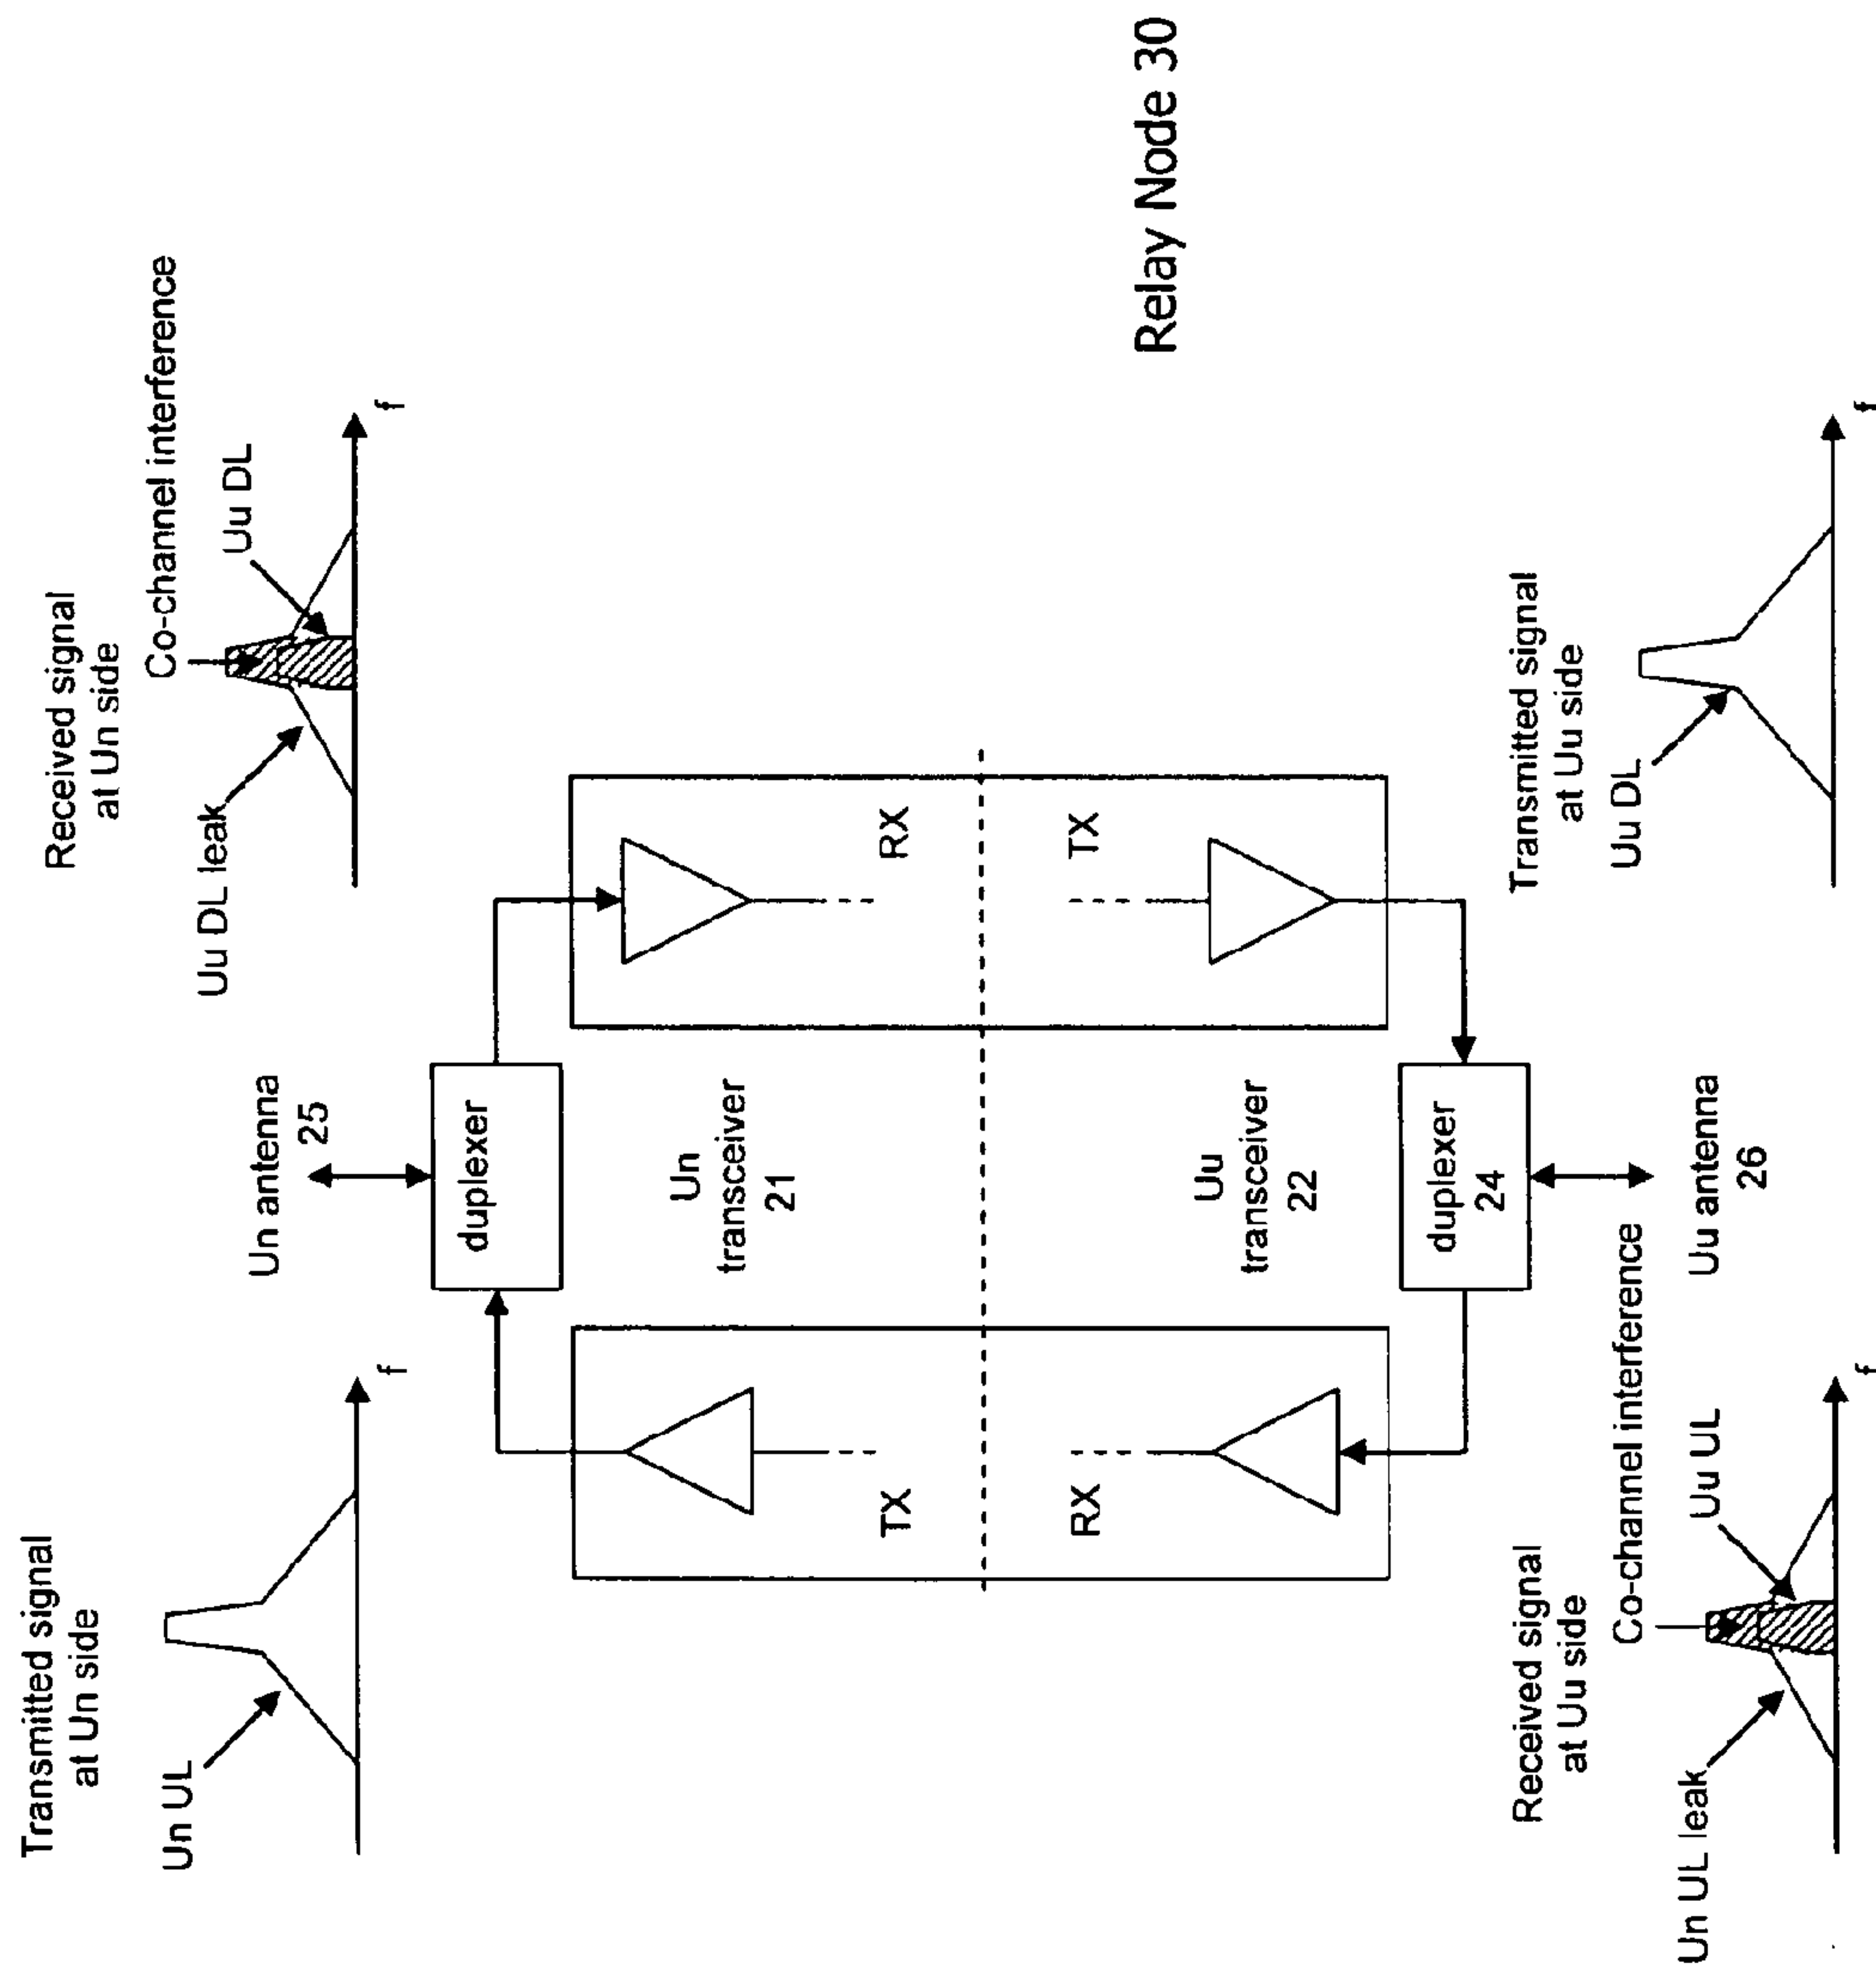 Transmitted signal
at Un side
Un UL
f
Un antenna
25
Received signal
at Un side
Co-channel interference
Uu DL leak
Uu DL
f
duplexer
Un
transceiver
21
TX
RX
RX
TX
Uu
transceiver
22
duplexer
24
Uu antenna
26
Received signal
at Uu side
Co-channel interference
Un UL leak
Uu UL
f
Transmitted signal
at Uu side
Uu DL
f
Relay Node 30